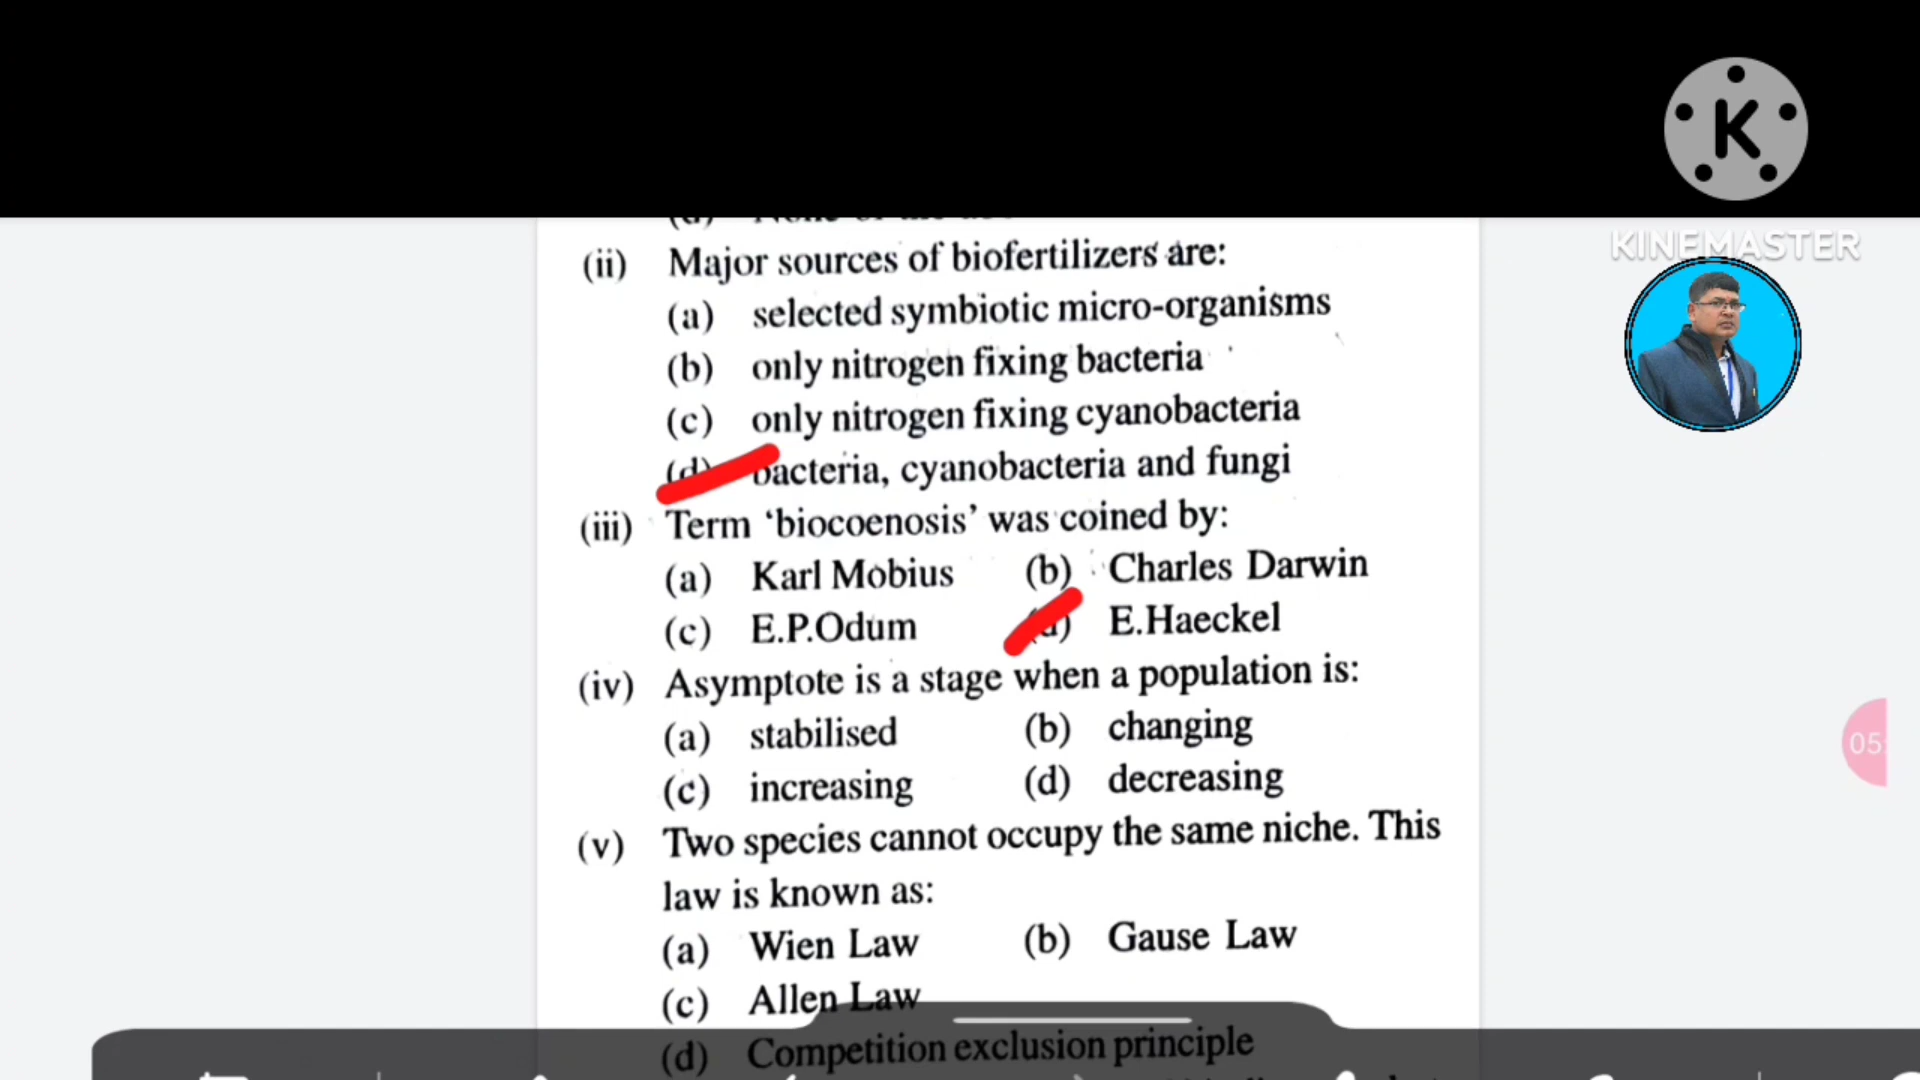 K
KINEMASTER
(ii) Major sources of biofertilizers are:
(a) selected symbiotic micro-organisms
(b) only nitrogen fixing bacteria
(c) only nitrogen fixing cyanobacteria
(d) bacteria, cyanobacteria and fungi
(iii) Term ‘biocoenosis’ was coined by:
(a) Karl Mobius (b) Charles Darwin
(c) E.P.Odum (d) E.Haeckel
(iv) Asymptote is a stage when a population is:
(a) stabilised (b) changing
(c) increasing (d) decreasing
05
(v) Two species cannot occupy the same niche. This
law is known as:
(a) Wien Law (b) Gause Law
(c) Allen Law
(d) Competition exclusion principle